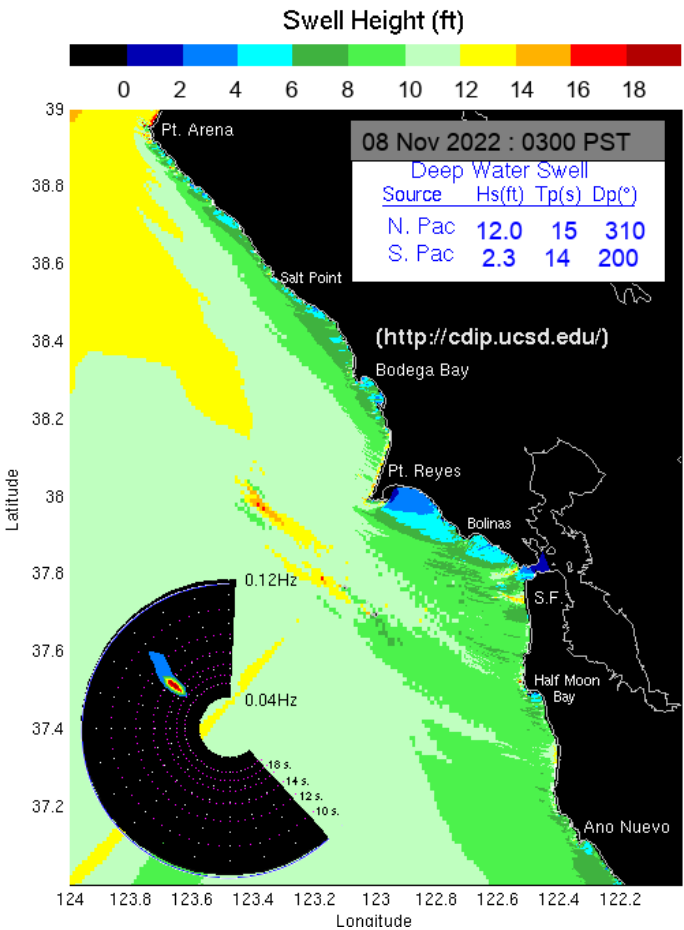 Swell Height (ft)
0 2 4 6 8 10 12 14 16 18
39
Pt. Arena
08 Nov 2022 : 0300 PST
Deep Water Swell
Source Hs(ft) Tp(s) Dp(°)
N. Pac 12.0 15 310
S. Pac 2.3 14 200
38.8
38.6
Salt Point
38.4
(http://cdip.ucsd.edu/)
Bodega Bay
38.2
Latitude
Pt. Reyes
38
Bolinas
37.8
0.12Hz
S.F.
37.6
Half Moon
Bay
0.04Hz
37.4
18 s.
14 s.
12 s.
10 s.
37.2
Ano Nuevo
124 123.8 123.6 123.4 123.2 123 122.8 122.6 122.4 122.2
Longitude